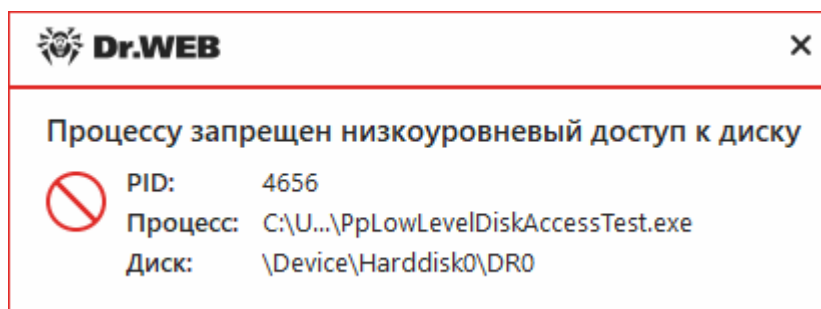 Dr.WEB
Процессу запрещен низкоуровневый доступ к диску
PID: 4656
Процесс: C:\U...\PpLowLevelDiskAccessTest.exe
Диск: \Device\Harddisk0\DR0